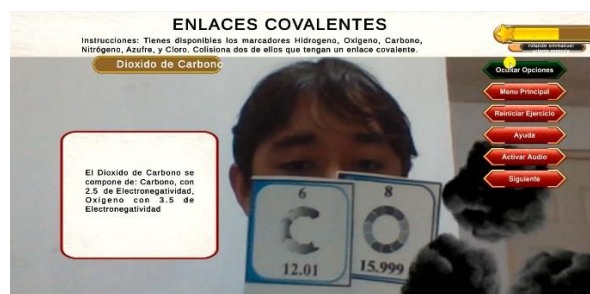 ENLACES COVALENTES
Instrucciones: Tienes disponibles los marcadores Hidrogeno, Oxigeno, Carbono,
Nitrógeno, Azufre, y Cloro. Colisiona dos de ellos que tengan un enlace covalente.
Dioxido de Carbono
Ocultar Opciones
Menu Principal
Reiniciar Ejercicio
Ayuda
Activar Audio
Siguiente
El Dioxido de Carbono se
compone de: Carbono, con
2.5 de Electronegatividad,
Oxigeno con 3.5 de
Electronegatividad
6
C
12.01
8
O
15.999